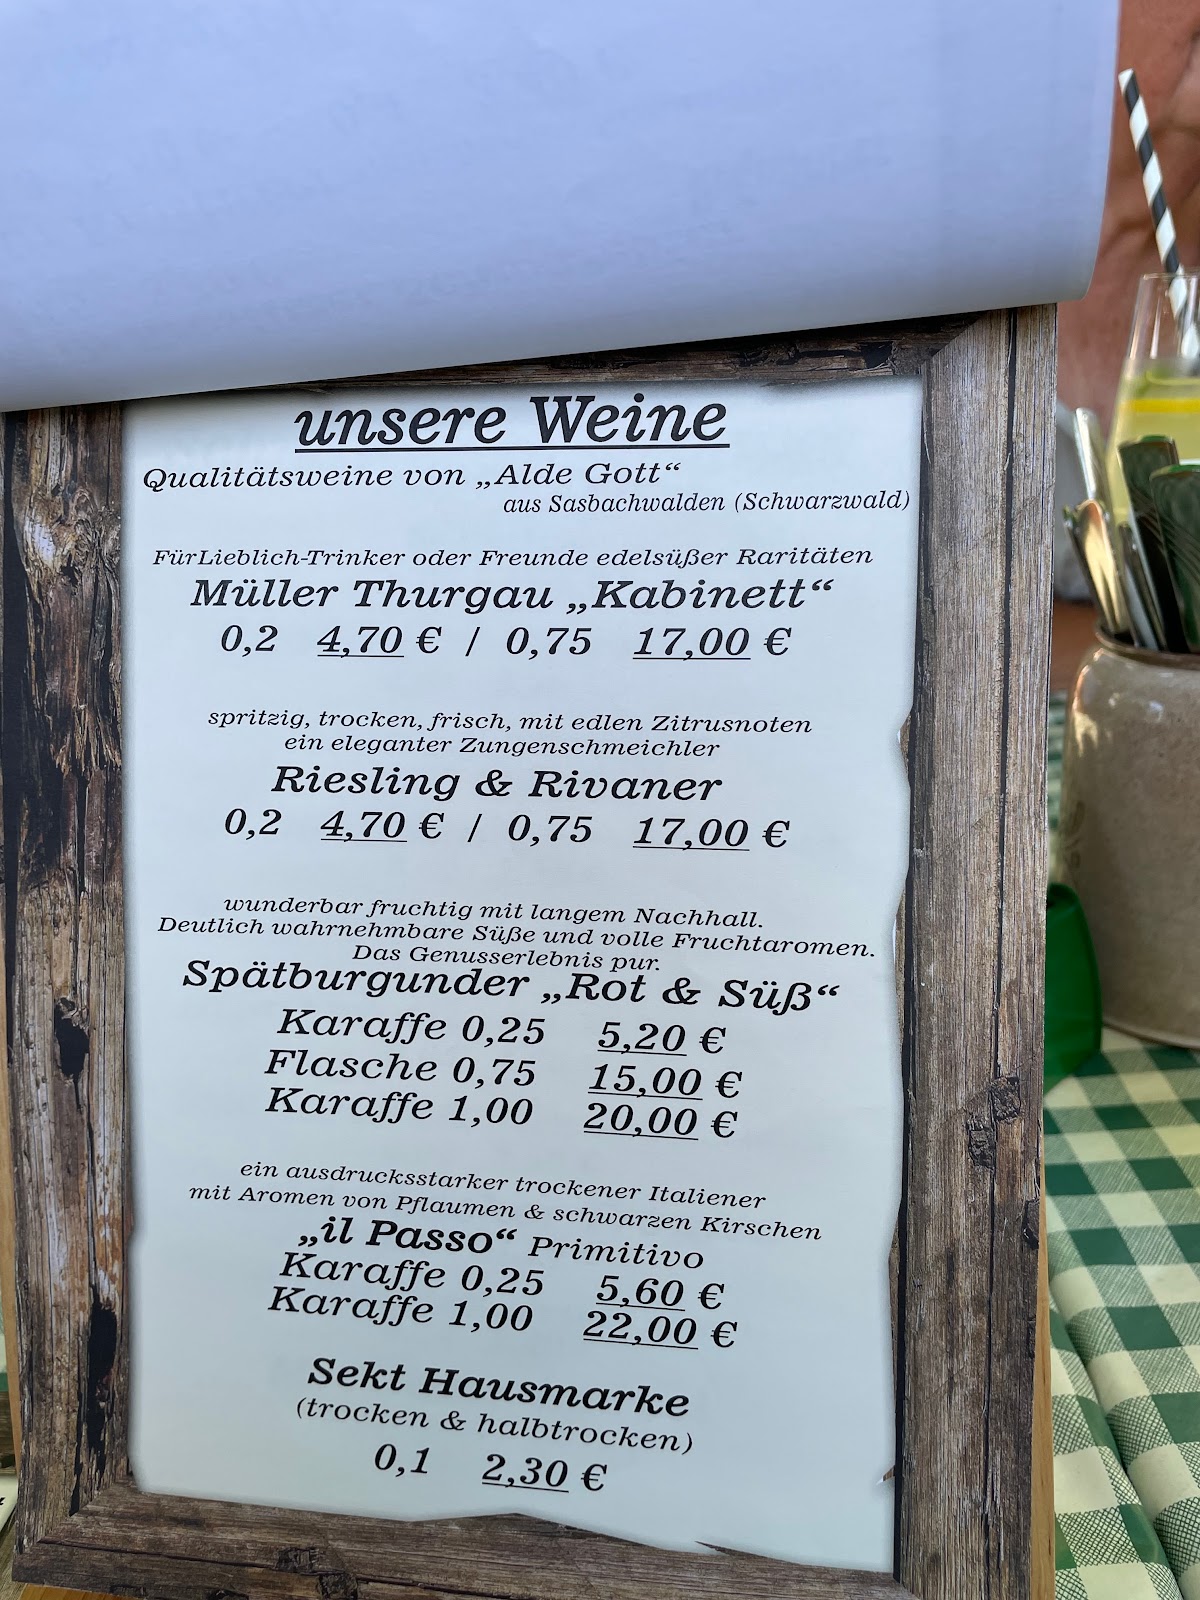 unsere Weine
Qualitätsweine von „Alde Gott“
aus Sasbachwalden (Schwarzwald)
FürLieblich-Trinker oder Freunde edelsüßer Raritäten
Müller Thurgau „Kabinett“
0,2 4,70 € / 0,75 17,00 €
spritzig, trocken, frisch, mit edlen Zitrusnoten
ein eleganter Zungenschmeichler
Riesling & Rivaner
0,2 4,70 € / 0,75 17,00 €
wunderbar fruchtig mit langem Nachhall.
Deutlich wahrnehmbare Süße und volle Fruchtaromen.
Das Genusserlebnis pur.
Spätburgunder „Rot & Süß“
Karaffe 0,25 5,20 €
Flasche 0,75 15,00 €
Karaffe 1,00 20,00 €
ein ausdrucksstarker trockener Italiener
mit Aromen von Pflaumen & schwarzen Kirschen
„il Passo“ Primitivo
Karaffe 0,25 5,60 €
Karaffe 1,00 22,00 €
Sekt Hausmarke
(trocken & halbtrocken)
0,1 2,30 €